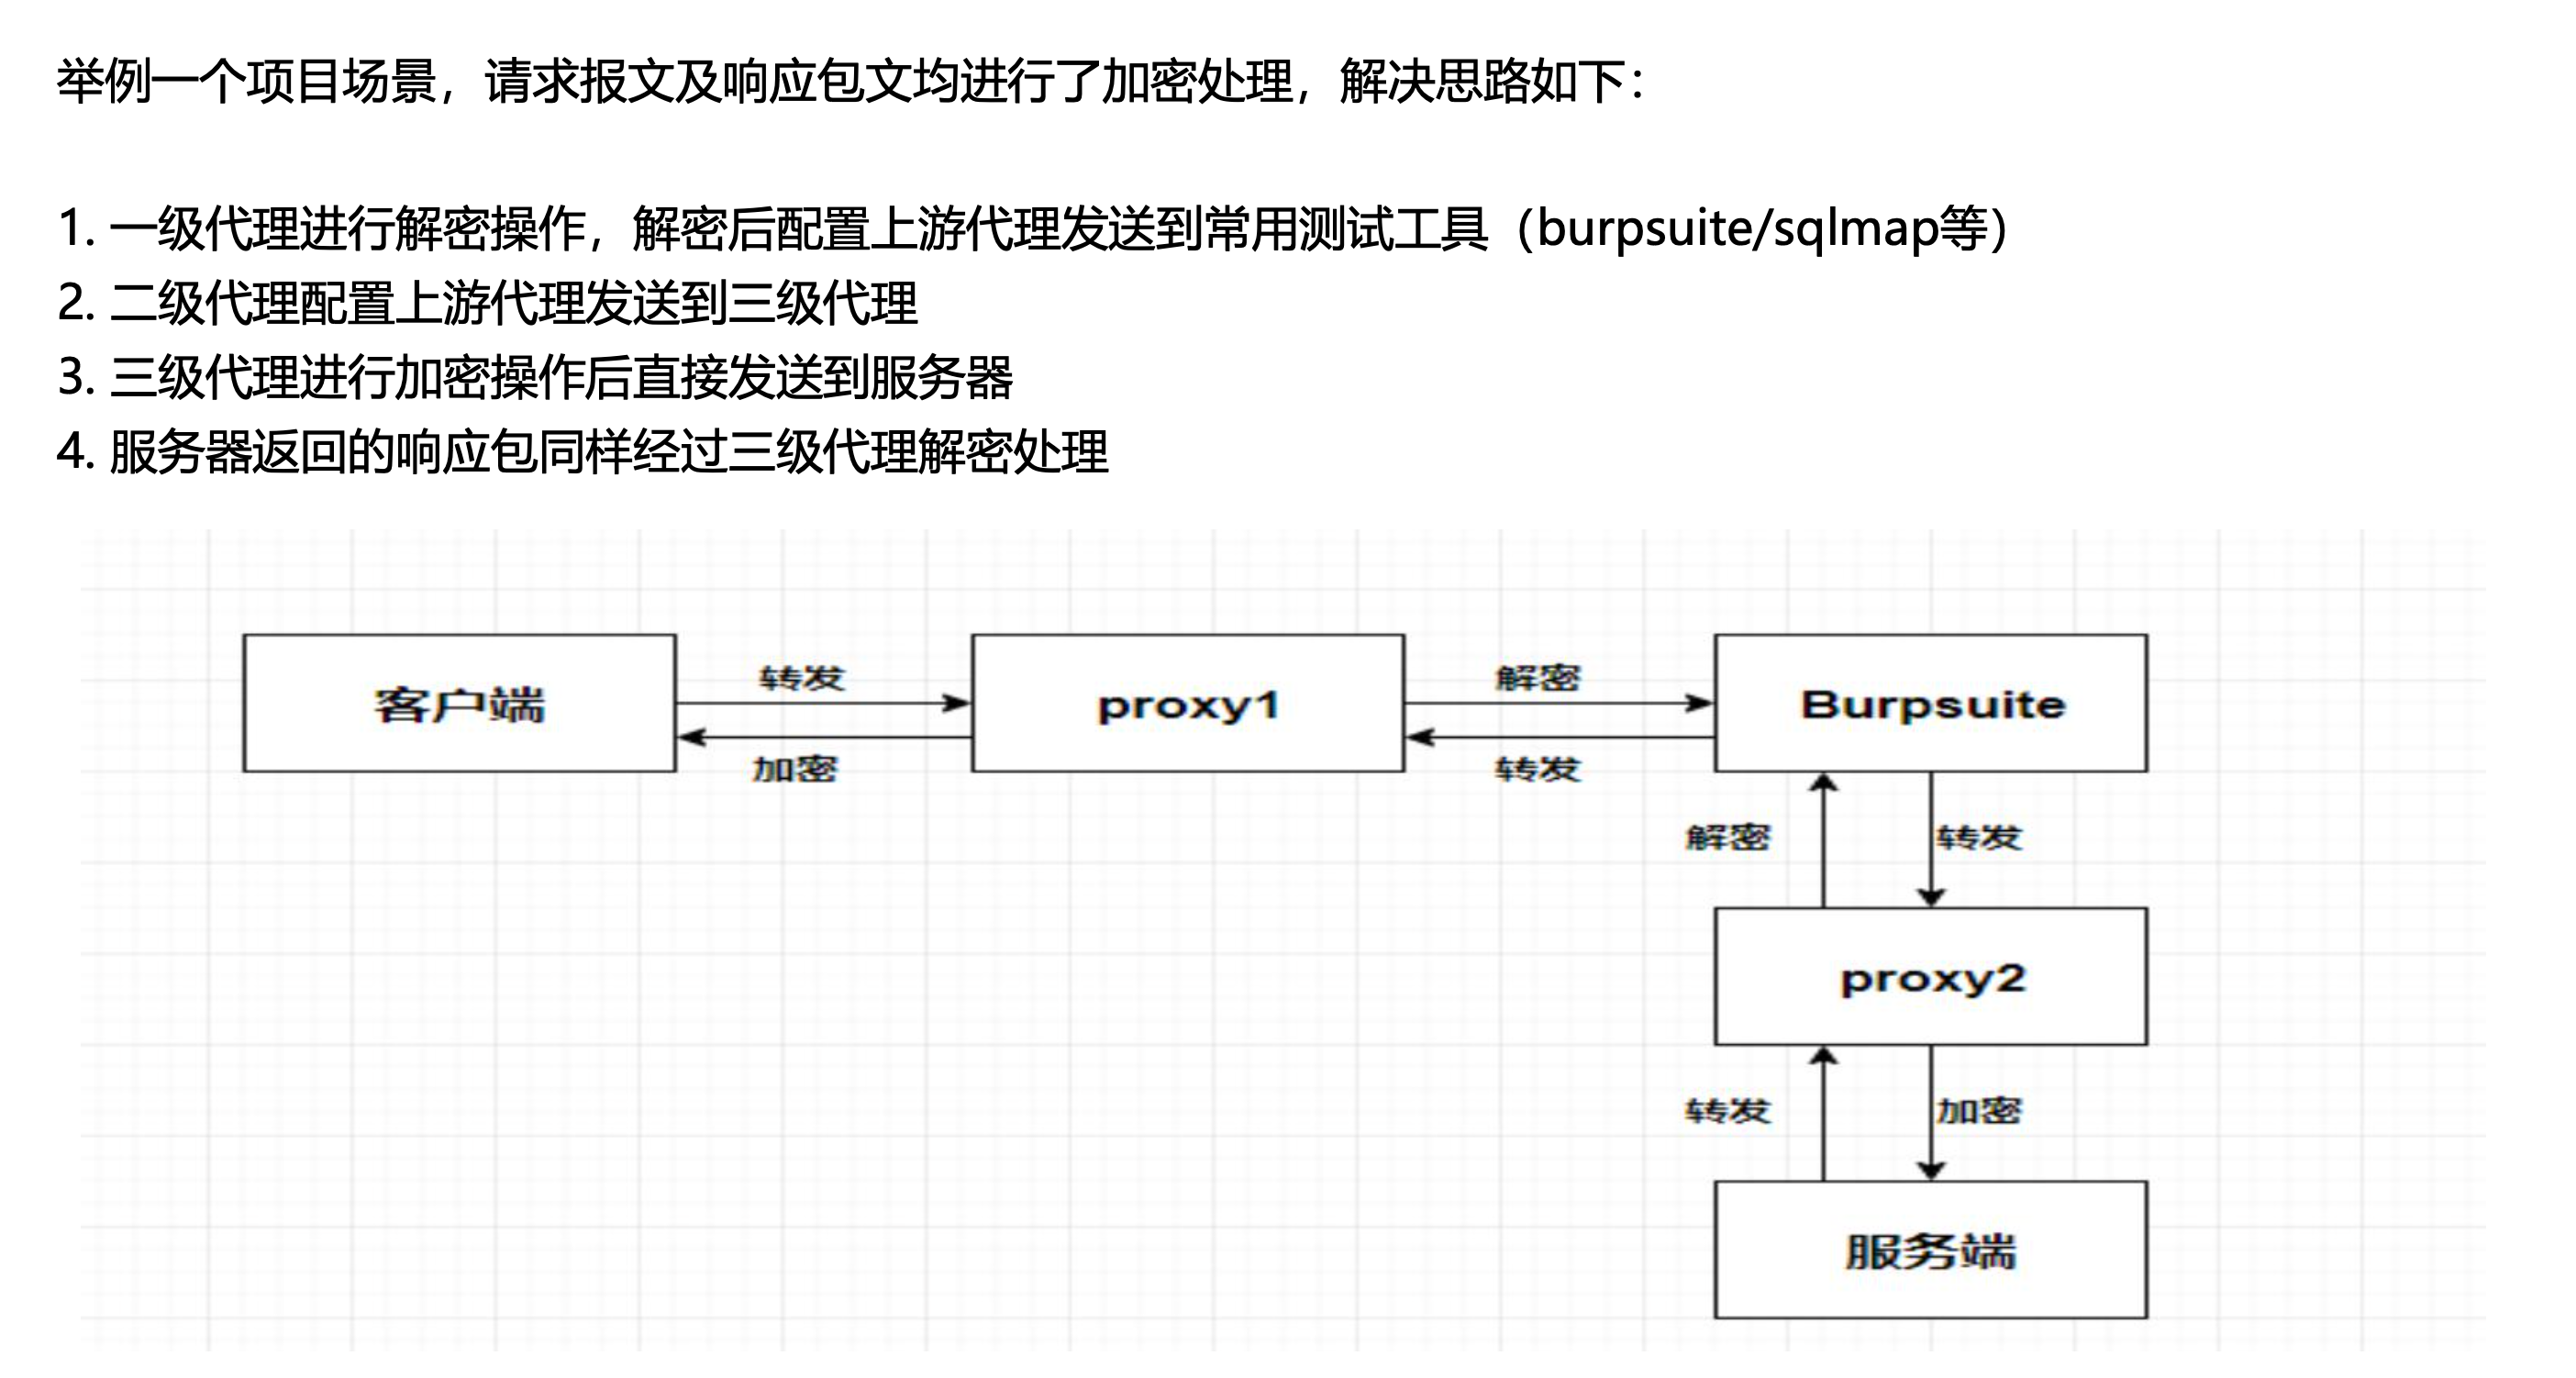 举例一个项目场景，请求报文及响应包文均进行了加密处理，解决思路如下：
1. 一级代理进行解密操作，解密后配置上游代理发送到常用测试工具（burpsuite/sqlmap等）
2. 二级代理配置上游代理发送到三级代理
3. 三级代理进行加密操作后直接发送到服务器
4. 服务器返回的响应包同样经过三级代理解密处理
客户端
转发
加密
proxy1
解密
转发
Burpsuite
解密
转发
proxy2
转发
加密
服务端